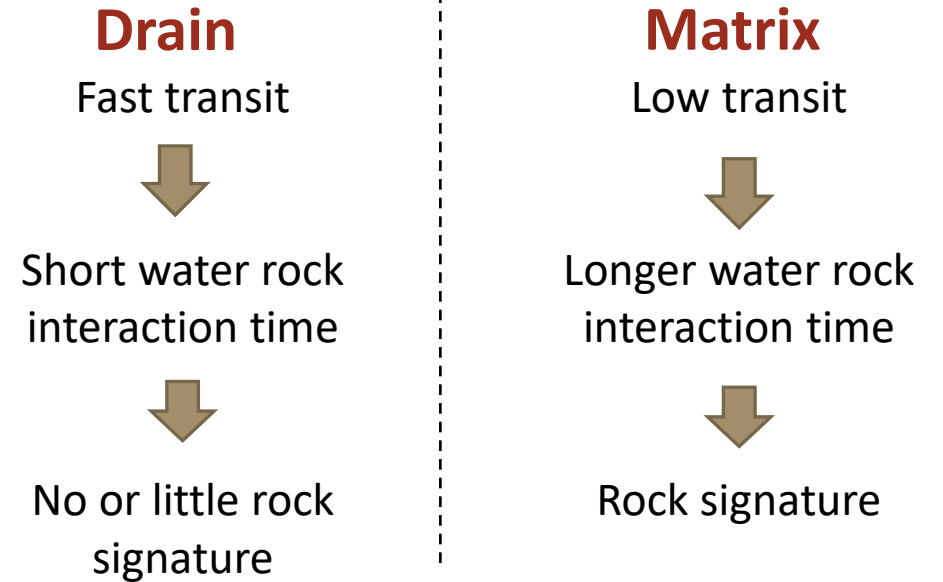 Drain
Fast transit
Short water rock
interaction time
No or little rock
signature
Matrix
Low transit
Longer water rock
interaction time
Rock signature